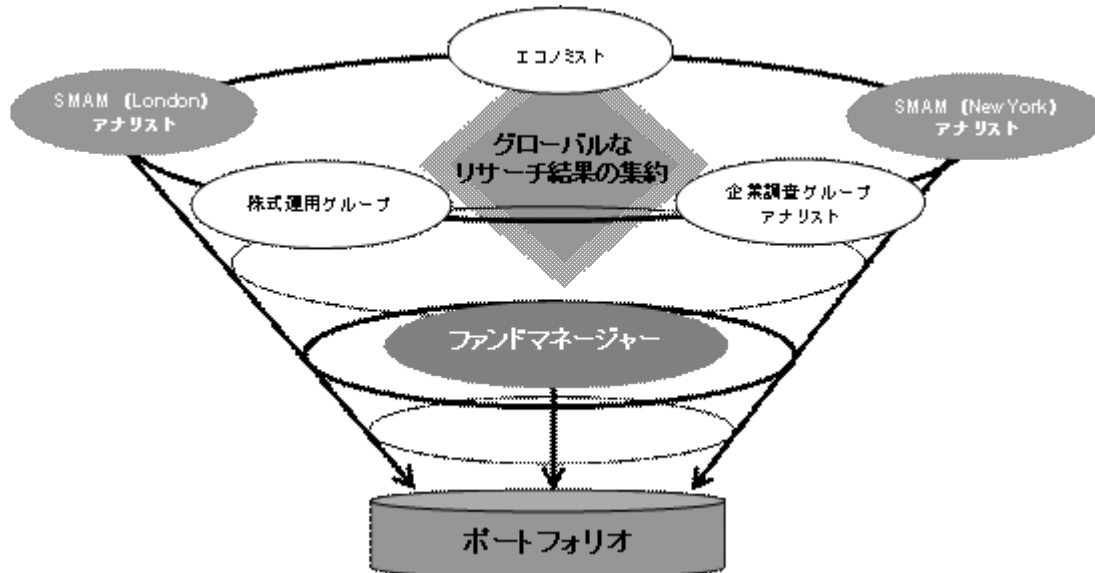 エコノミスト
SMAM (London)
アナリスト
SMAM (New York)
アナリスト
グローバルな
リサーチ結果の集約
株式運用グループ
企業調査グループ
アナリスト
ファンドマネージャー
ポートフォリオ